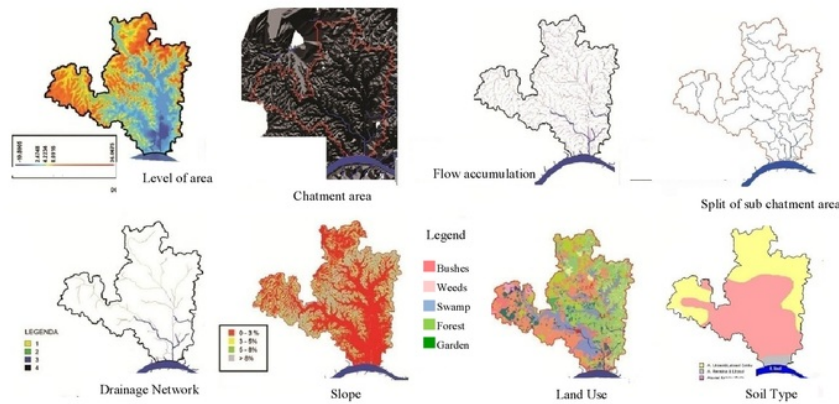 Level of area
Chatment area
Flow accumulation
Split of sub chatment area
LEGENDA
1
2
3
4
Drainage Network
0 - 3%
3 - 5%
5 - 8%
> 8%
Slope
Legend
Bushes
Weeds
Swamp
Forest
Garden
Land Use
Soil Type